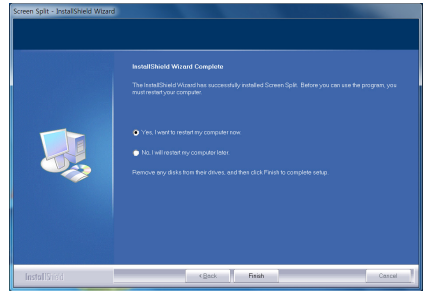 Screen Split - InstallShield Wizard
InstallShield Wizard Complete
The InstallShield Wizard has successfully installed Screen Split. Before you can use the program, you
must restart your computer.
Yes, I want to restart my computer now.
No, I will restart my computer later.
Remove any disks from their drives, and then click Finish to complete setup.
InstallShield
< Back
Finish
Cancel